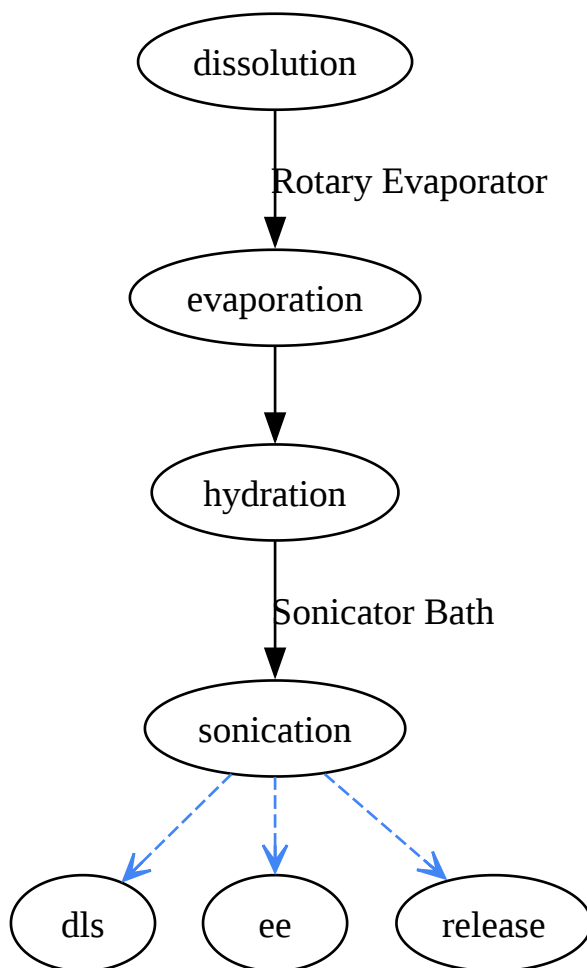 dissolution
Rotary Evaporator
evaporation
hydration
Sonicator Bath
sonication
dls
ee
release